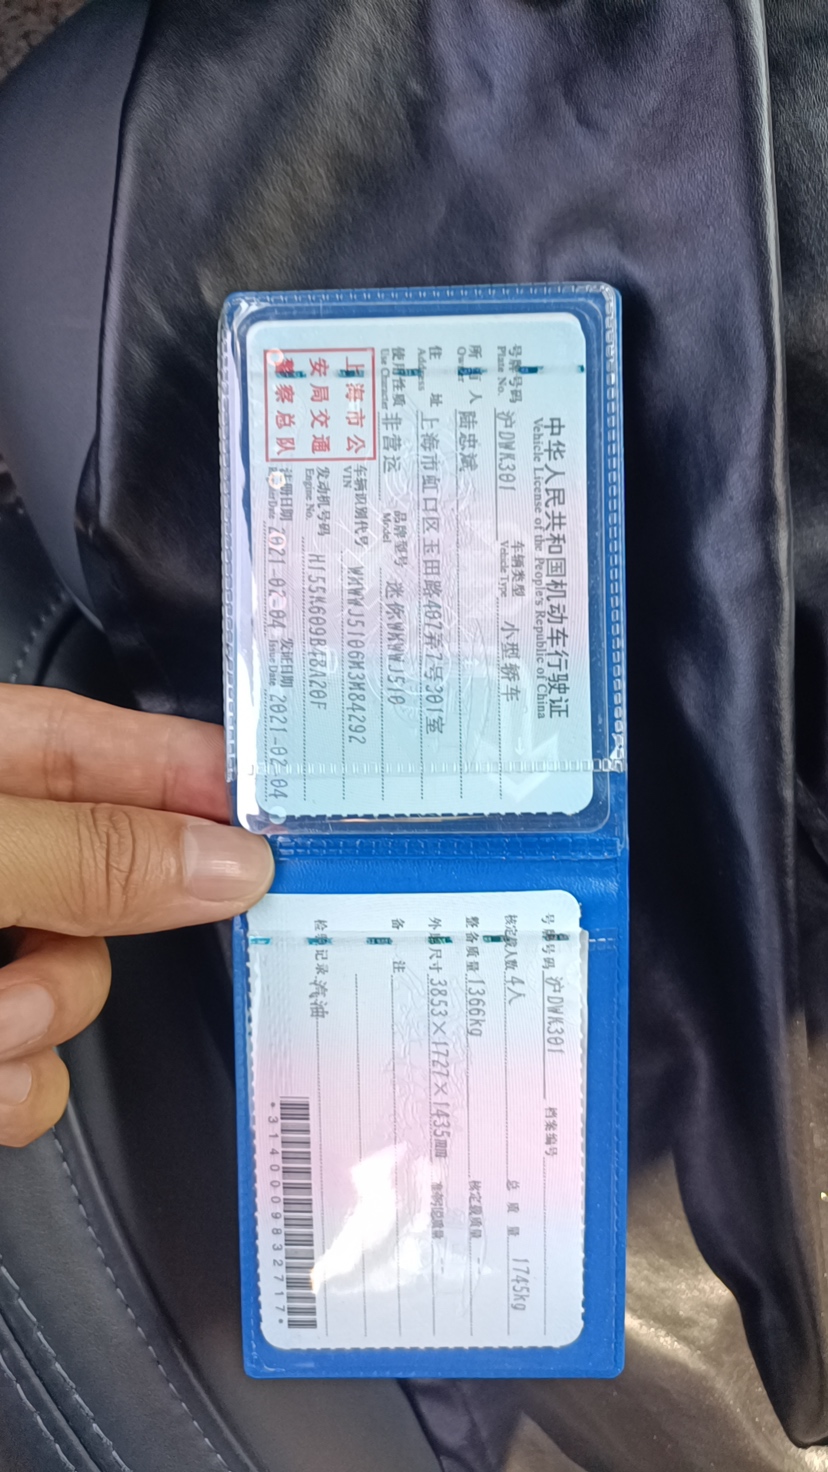 中华人民共和国机动车行驶证
Vehicle License of the People's Republic of China
号牌号码 沪DWK301 车辆类型 小型轿车
Plate No. Vehicle Type
所有人 陆忠斌
Owner
住址 上海市虹口区玉田路407弄7号301室
Address
使用性质 非营运 品牌型号 迷你WMWWJ510
Use Character Model
上海市公
安局交通
警察总队
车辆识别代号 WMWWJ5106M3M84292
VIN
发动机号码 H155K609B48A20F
Engine No.
注册日期 2021-02-04 发证日期 2021-02-04
Register Date Issue Date
号牌号码 沪DWK301 档案编号
核定载人数 4人 总质量 1745kg
整备质量 1366kg 核定载质量 --
外廓尺寸 3853×1727×1435mm 准牵引总质量 --
备注
检验记录 汽油
*3140009832717*